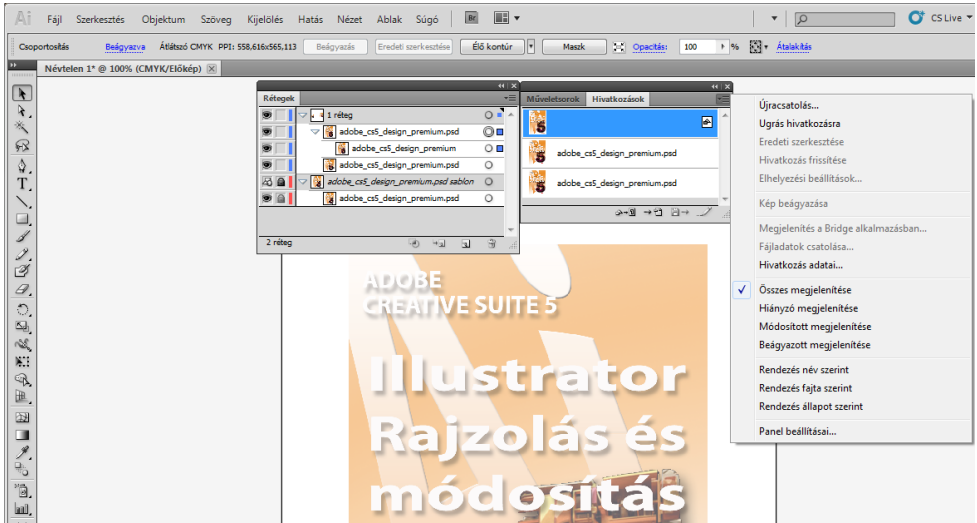 Ai Fájl Szerkesztés Objektum Szöveg Kijelölés Hatás Nézet Ablak Súgó Br CS Live
Csoportosítás Beágyazva Átlátszó CMYK PPI: 558,616x565,113 Beágyazás Eredeti szerkesztése Élő kontúr Maszk Opacitás: 100 % Átalakítás
Névtelen 1* @ 100% (CMYK/Előkép)
Rétegek
1 réteg
adobe_cs5_design_premium.psd
adobe_cs5_design_premium
adobe_cs5_design_premium.psd
adobe_cs5_design_premium.psd sablon
adobe_cs5_design_premium.psd
2 réteg
Műveletsorok Hivatkozások
adobe_cs5_design_premium.psd
adobe_cs5_design_premium.psd
Újracsatolás...
Ugrás hivatkozásra
Eredeti szerkesztése
Hivatkozás frissítése
Elhelyezési beállítások...
Kép beágyazása
Megjelenítés a Bridge alkalmazásban...
Fájladatok csatolása...
Hivatkozás adatai...
Összes megjelenítése
Hiányzó megjelenítése
Módosított megjelenítése
Beágyazott megjelenítése
Rendezés név szerint
Rendezés fajta szerint
Rendezés állapot szerint
Panel beállításai...
ADOBE
CREATIVE SUITE 5
Illustrator
Rajzolás és
módosítás